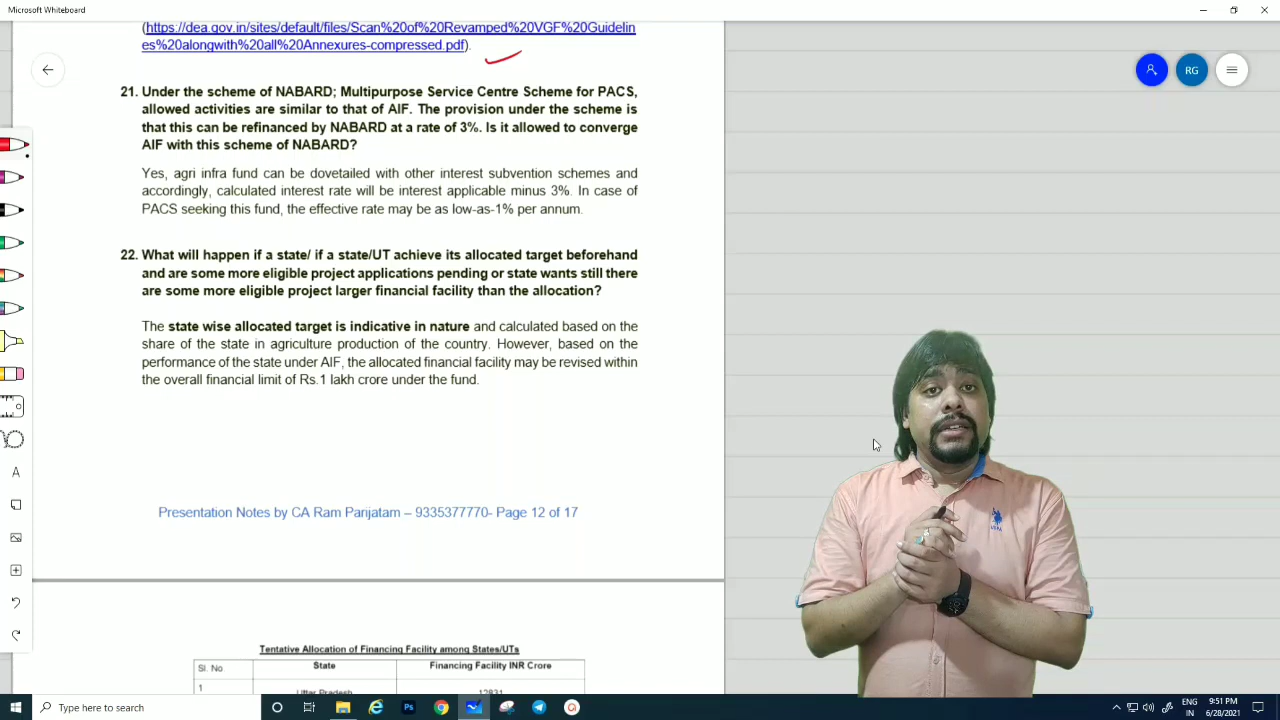 Microsoft Whiteboard
(https://dea.gov.in/sites/default/files/Scan%20of%20Revamped%20VGF%20Guidelin
es%20alongwith%20all%20Annexures-compressed.pdf).
RG
21. Under the scheme of NABARD; Multipurpose Service Centre Scheme for PACS,
allowed activities are similar to that of AIF. The provision under the scheme is
that this can be refinanced by NABARD at a rate of 3%. Is it allowed to converge
AIF with this scheme of NABARD?
Yes, agri infra fund can be dovetailed with other interest subvention schemes and
accordingly, calculated interest rate will be interest applicable minus 3%. In case of
PACS seeking this fund, the effective rate may be as low-as-1% per annum.
22. What will happen if a state/ if a state/UT achieve its allocated target beforehand
and are some more eligible project applications pending or state wants still there
are some more eligible project larger financial facility than the allocation?
The state wise allocated target is indicative in nature and calculated based on the
share of the state in agriculture production of the country. However, based on the
performance of the state under AIF, the allocated financial facility may be revised within
the overall financial limit of Rs.1 lakh crore under the fund.
Presentation Notes by CA Ram Parijatam – 9335377770- Page 12 of 17
Tentative Allocation of Financing Facility among States/UTs
Sl. No State Financing Facility INR Crore
1 Uttar Pradesh 12831
Type here to search
ENG 9:51 PM
IN 6/28/2021